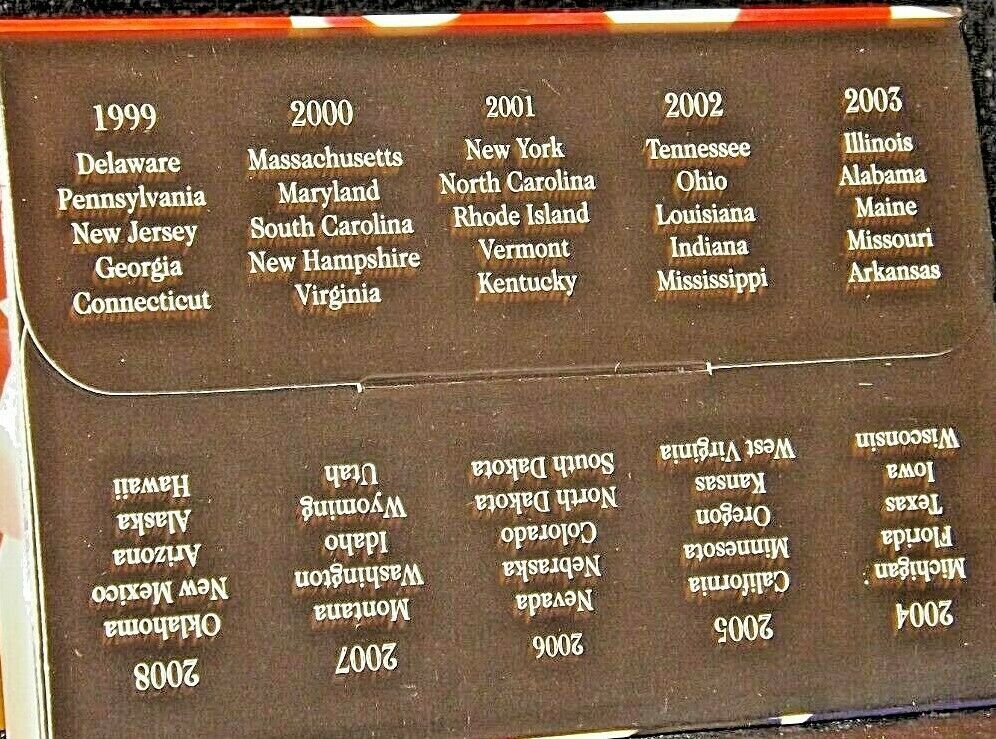 1999
Delaware
Pennsylvania
New Jersey
Georgia
Connecticut
2000
Massachusetts
Maryland
South Carolina
New Hampshire
Virginia
2001
New York
North Carolina
Rhode Island
Vermont
Kentucky
2002
Tennessee
Ohio
Louisiana
Indiana
Mississippi
2003
Illinois
Alabama
Maine
Missouri
Arkansas
2004
Michigan
Florida
Texas
Iowa
Wisconsin
2005
California
Minnesota
Oregon
Kansas
West Virginia
2006
Nevada
Nebraska
Colorado
North Dakota
South Dakota
2007
Montana
Washington
Idaho
Wyoming
Utah
2008
Oklahoma
New Mexico
Arizona
Alaska
Hawaii